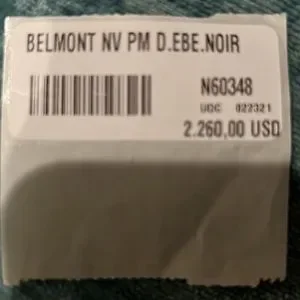 BELMONT NV PM D.EBE.NOIR
N60348
UGC 022321
2.260,00 USD